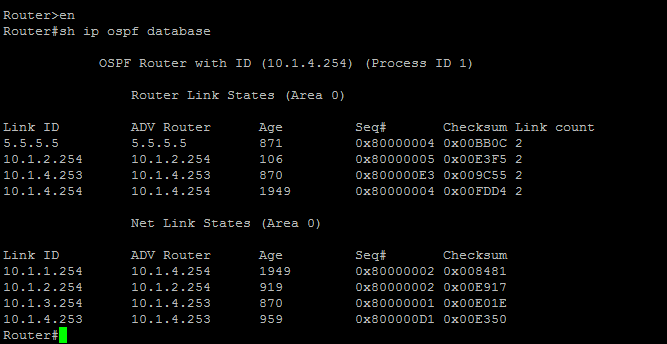 Router>en
Router#sh ip ospf database
OSPF Router with ID (10.1.4.254) (Process ID 1)
Router Link States (Area 0)
Link ID ADV Router Age Seq# Checksum Link count
5.5.5.5 5.5.5.5 871 0x80000004 0x00BB0C 2
10.1.2.254 10.1.2.254 106 0x80000005 0x00E3F5 2
10.1.4.253 10.1.4.253 870 0x800000E3 0x009C55 2
10.1.4.254 10.1.4.254 1949 0x80000004 0x00FDD4 2
Net Link States (Area 0)
Link ID ADV Router Age Seq# Checksum
10.1.1.254 10.1.4.254 1949 0x80000002 0x008481
10.1.2.254 10.1.4.254 919 0x80000002 0x00E917
10.1.3.254 10.1.4.253 870 0x80000001 0x00E01E
10.1.4.253 10.1.4.253 959 0x800000D1 0x00E350
Router#